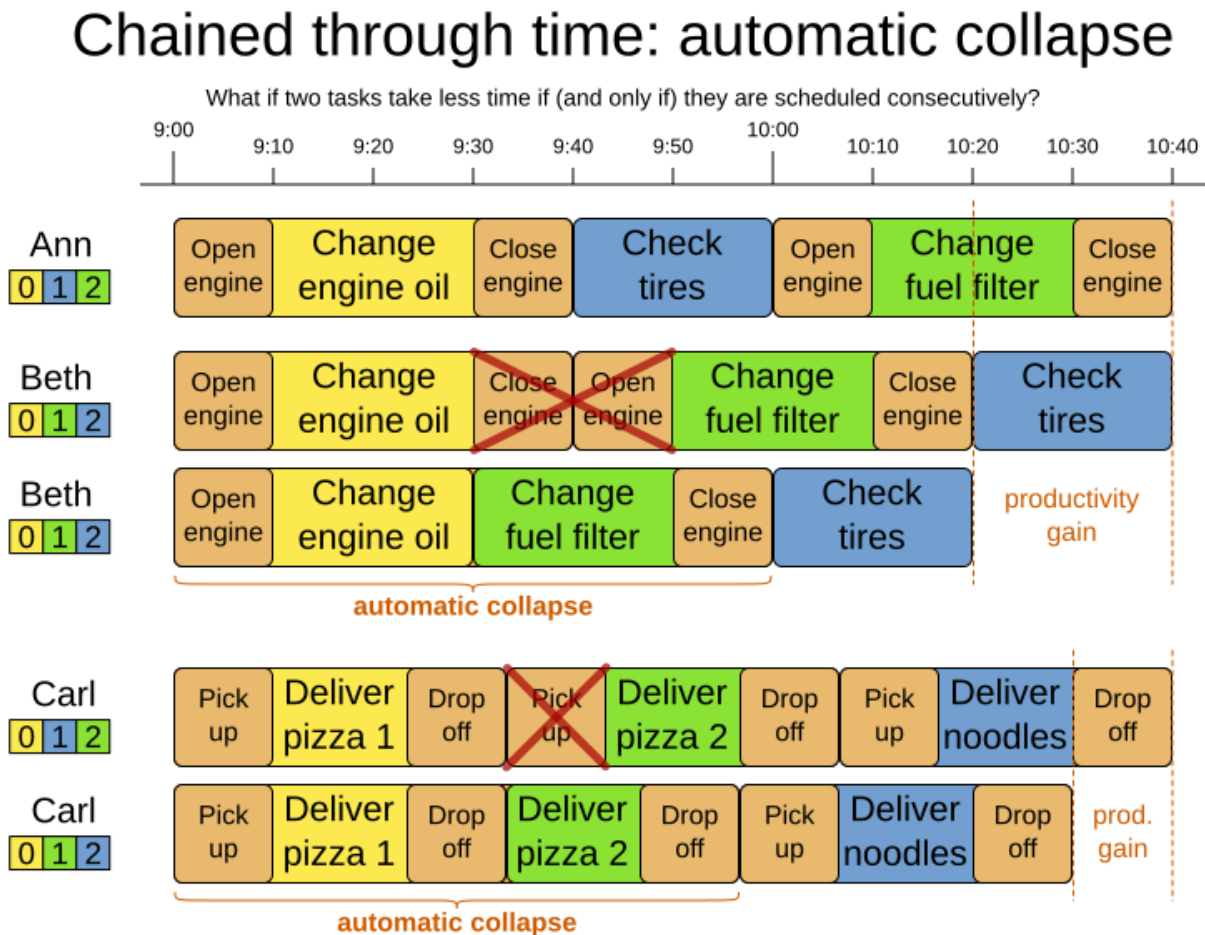 Chained through time: automatic collapse
What if two tasks take less time if (and only if) they are scheduled consecutively?
9:00 9:10 9:20 9:30 9:40 9:50 10:00 10:10 10:20 10:30 10:40
Ann
0 1 2
Open
engine
Change
engine oil
Close
engine
Check
tires
Open
engine
Change
fuel filter
Close
engine
Beth
0 1 2
Open
engine
Change
engine oil
Close
engine
Open
engine
Change
fuel filter
Close
engine
Check
tires
Beth
0 1 2
Open
engine
Change
engine oil
Change
fuel filter
Close
engine
Check
tires
productivity
gain
automatic collapse
Carl
0 1 2
Pick
up
Deliver
pizza 1
Drop
off
Pick
up
Deliver
pizza 2
Drop
off
Pick
up
Deliver
noodles
Drop
off
Carl
0 1 2
Pick
up
Deliver
pizza 1
Drop
off
Deliver
pizza 2
Drop
off
Pick
up
Deliver
noodles
Drop
off
prod.
gain
automatic collapse